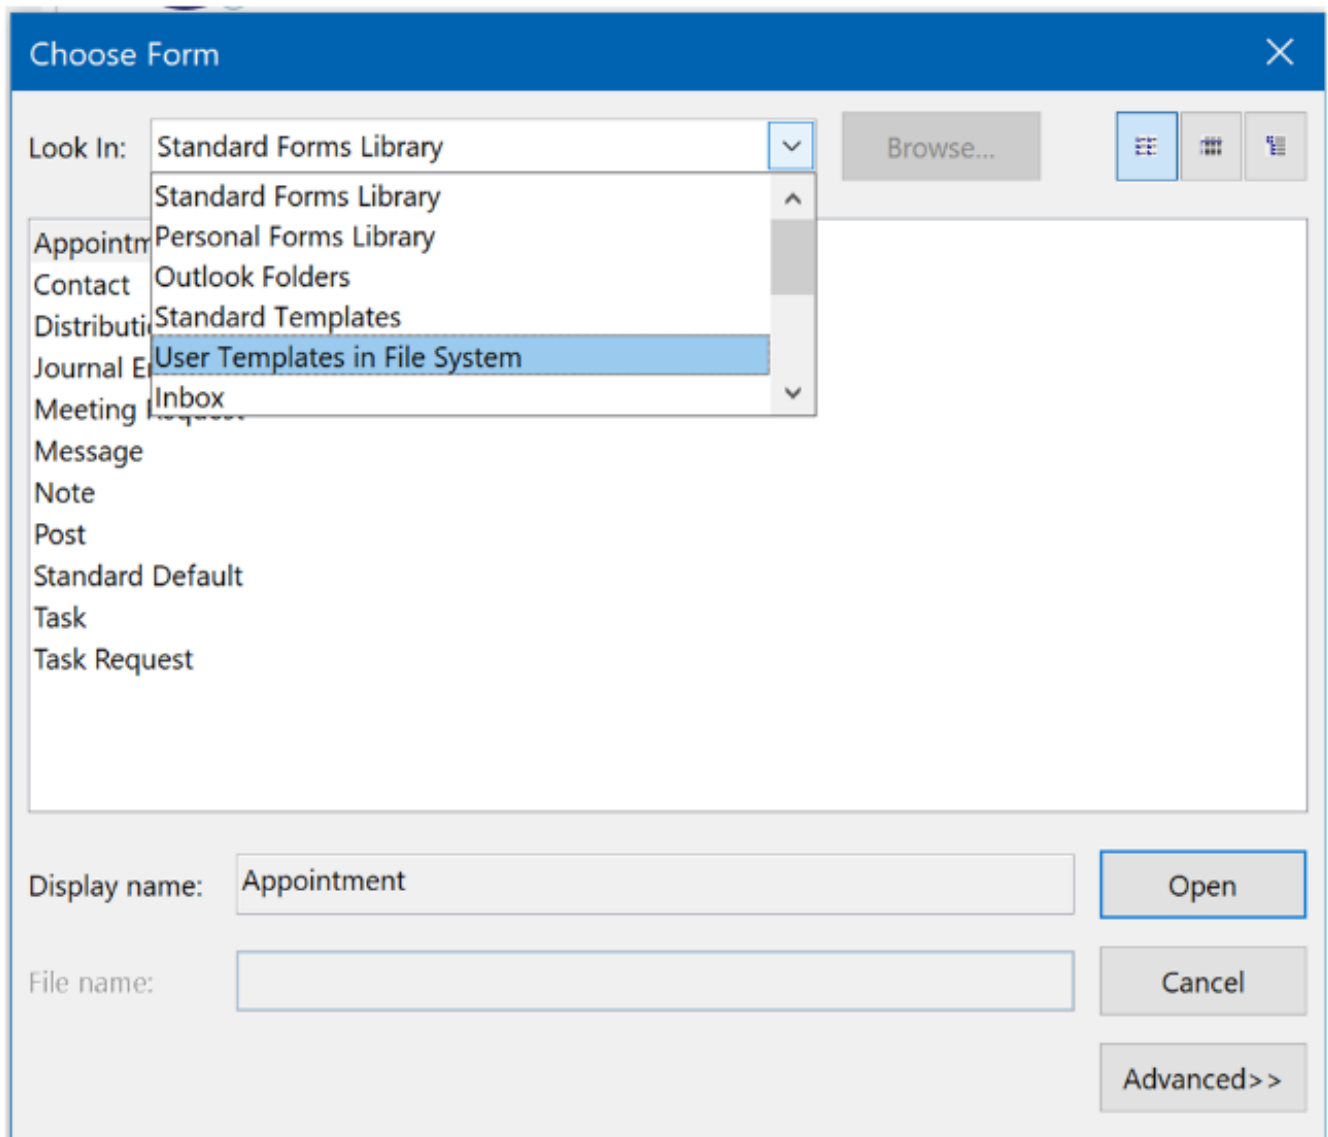 Choose Form
Look In: Standard Forms Library Browse...
Standard Forms Library
Personal Forms Library
Outlook Folders
Standard Templates
User Templates in File System
Inbox
Appointm
Contact
Distributi
Journal E
Meeting Request
Message
Note
Post
Standard Default
Task
Task Request
Display name: Appointment Open
File name: Cancel
Advanced>>